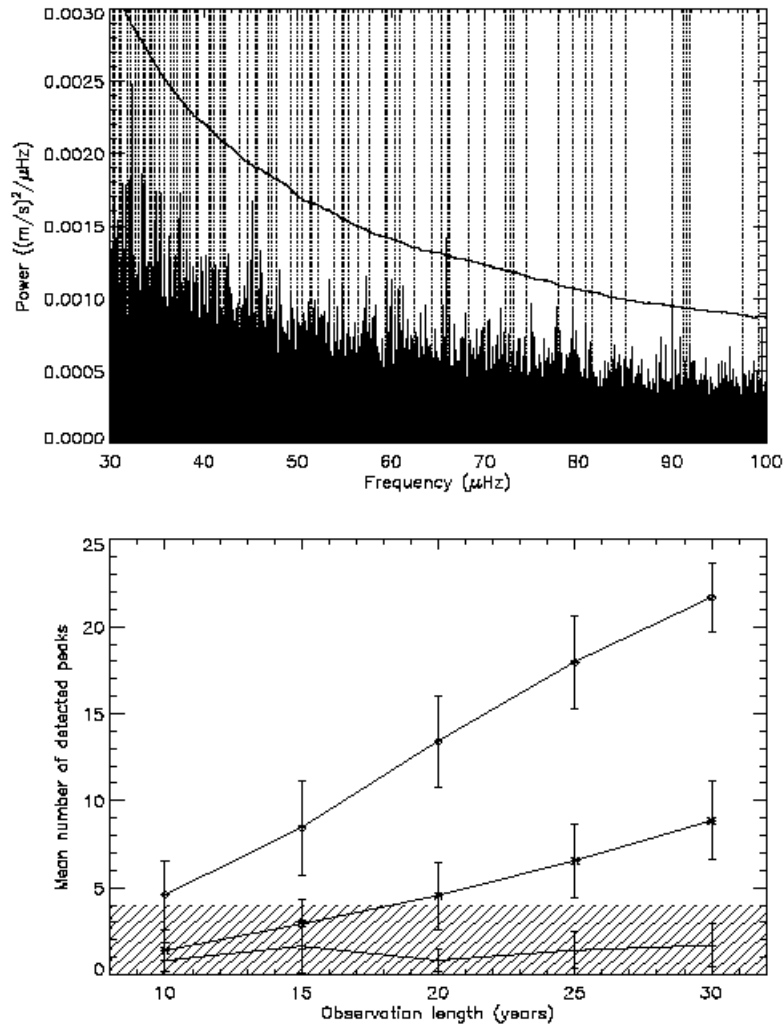 0.0030
0.0025
0.0020
0.0015
0.0010
0.0005
0.0000
Power {(m/s)²/μHz)
30 40 50 60 70 80 90 100
Frequency (μHz)
25
20
15
10
5
0
Mean number of detected peaks
10 15 20 25 30
Observation length (years)